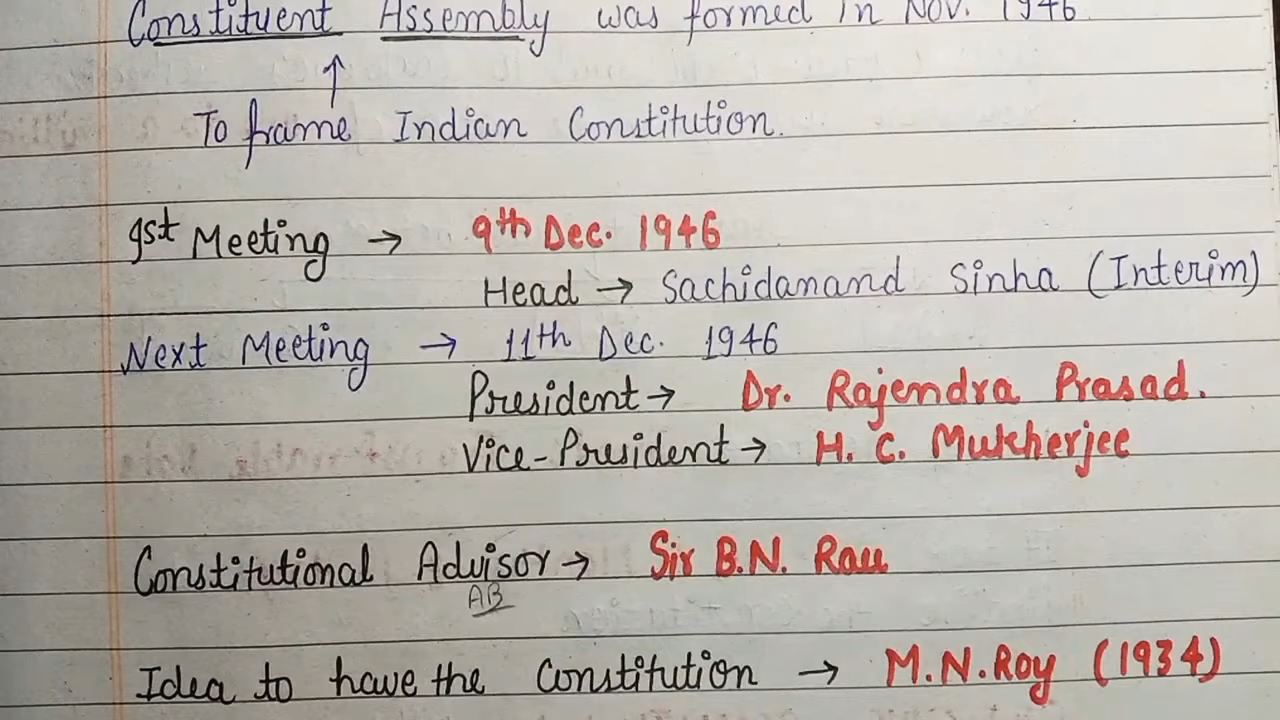 Constituent Assembly was formed in Nov. 1946
To frame Indian Constitution.
1st Meeting → 9th Dec. 1946
Head → Sachidanand Sinha (Interim)
Next Meeting → 11th Dec. 1946
President → Dr. Rajendra Prasad.
Vice-President → H. C. Mukherjee
Constitutional Advisor → Sir B.N. Rau
AB
Idea to have the Constitution → M.N.Roy (1934)